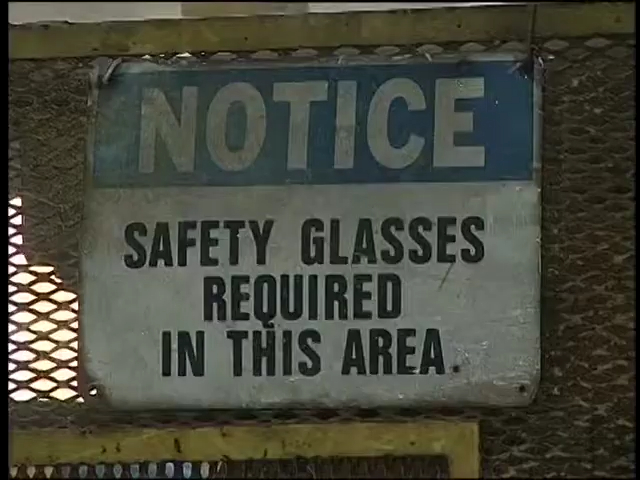 NOTICE
SAFETY GLASSES
REQUIRED
IN THIS AREA.